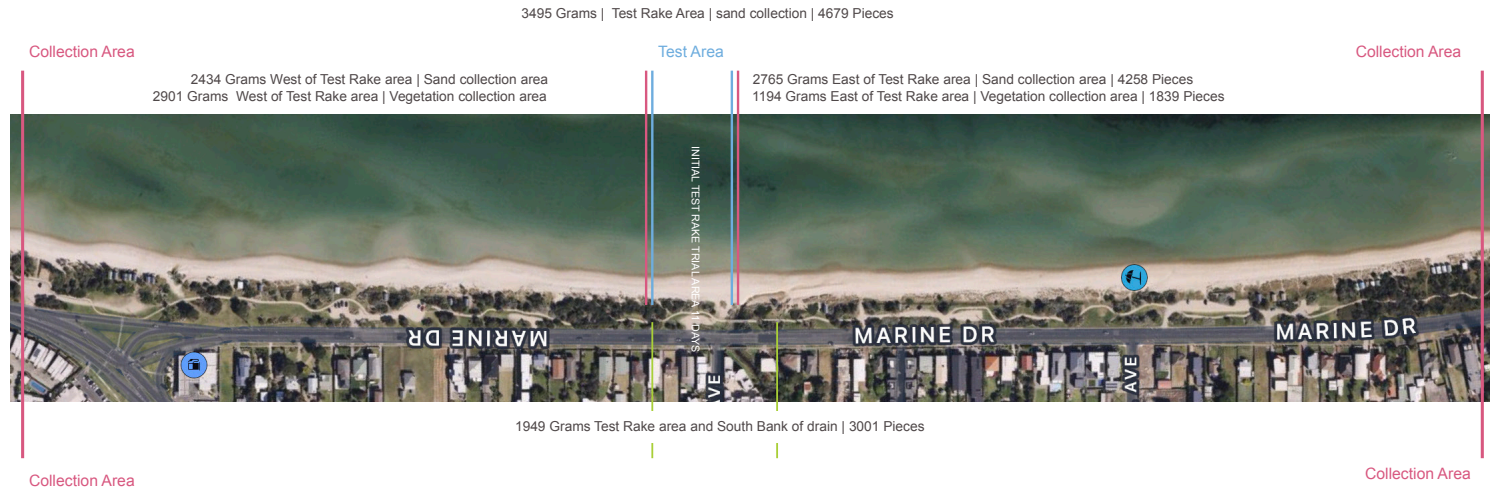 3495 Grams | Test Rake Area | sand collection | 4679 Pieces
Collection Area
Test Area
Collection Area
2434 Grams West of Test Rake area | Sand collection area
2901 Grams West of Test Rake area | Vegetation collection area
2765 Grams East of Test Rake area | Sand collection area | 4258 Pieces
1194 Grams East of Test Rake area | Vegetation collection area | 1839 Pieces
INITIAL TEST RAKE TRIAL AREA 11 DAYS
MARINE DR
MARINE DR
MARINE DR
AVE
AVE
1949 Grams Test Rake area and South Bank of drain | 3001 Pieces
Collection Area
Collection Area